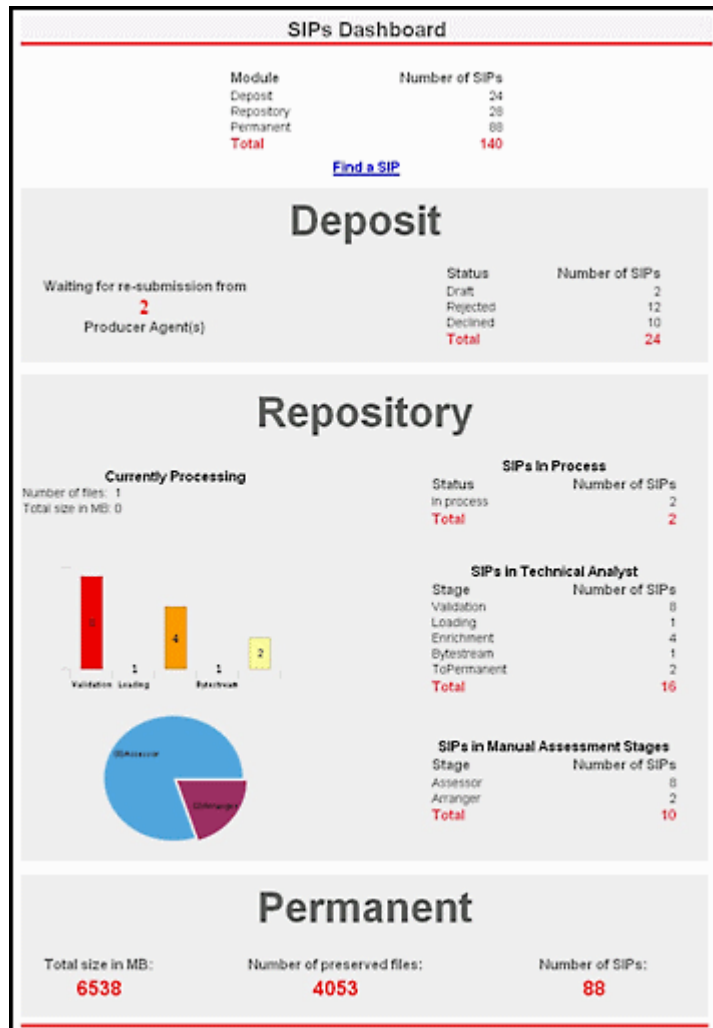 SIPs Dashboard
Module Number of SIPs
Deposit 24
Repository 28
Permanent 88
Total 140
Find a SIP
Deposit
Waiting for re-submission from
2
Producer Agent(s)
Status Number of SIPs
Draft 2
Rejected 12
Declined 10
Total 24
Repository
Currently Processing
Number of files: 1
Total size in MB: 0
8
1
4
1
2
Validation Loading Bytestream
(8)Assessor
(2)Arranger
SIPs In Process
Status Number of SIPs
In process 2
Total 2
SIPs in Technical Analyst
Stage Number of SIPs
Validation 8
Loading 1
Enrichment 4
Bytestream 1
ToPermanent 2
Total 16
SIPs in Manual Assessment Stages
Stage Number of SIPs
Assessor 8
Arranger 2
Total 10
Permanent
Total size in MB:
6538
Number of preserved files:
4053
Number of SIPs:
88